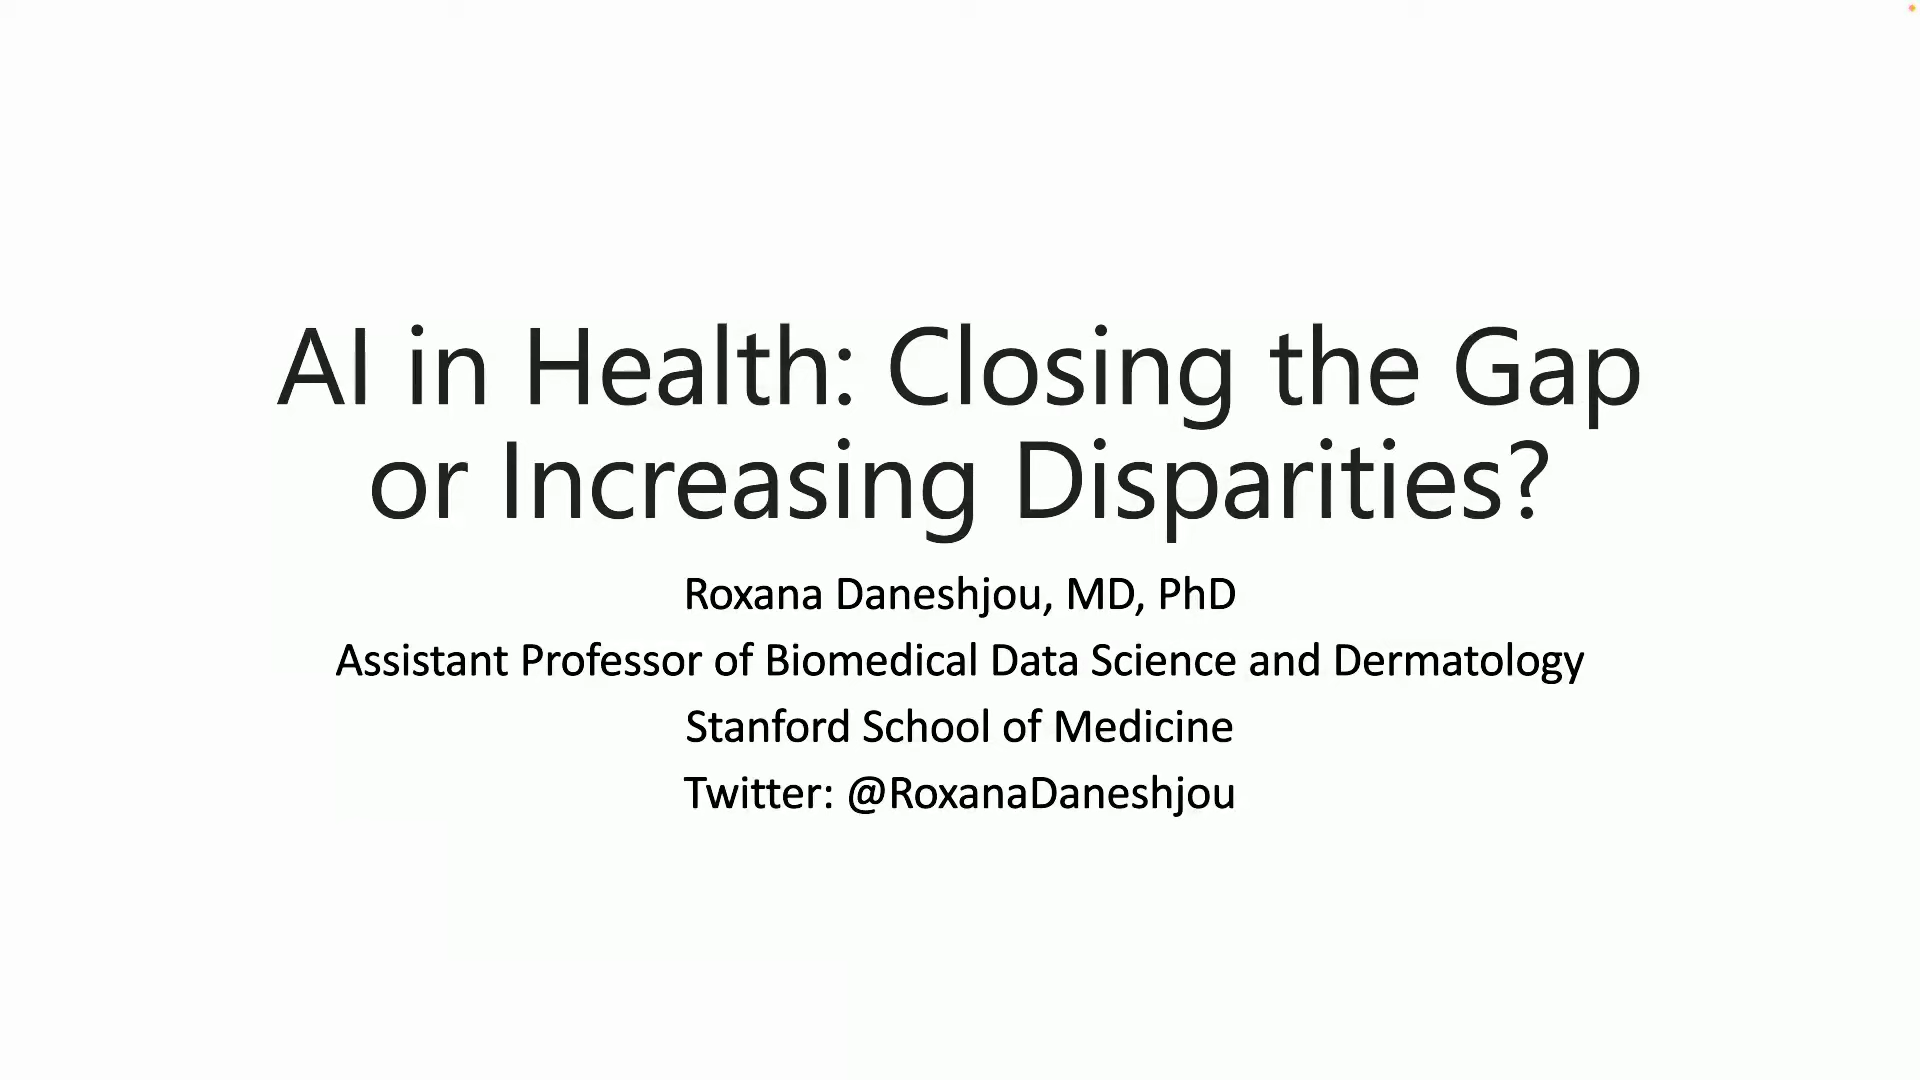 AI in Health: Closing the Gap
or Increasing Disparities?
Roxana Daneshjou, MD, PhD
Assistant Professor of Biomedical Data Science and Dermatology
Stanford School of Medicine
Twitter: @RoxanaDaneshjou